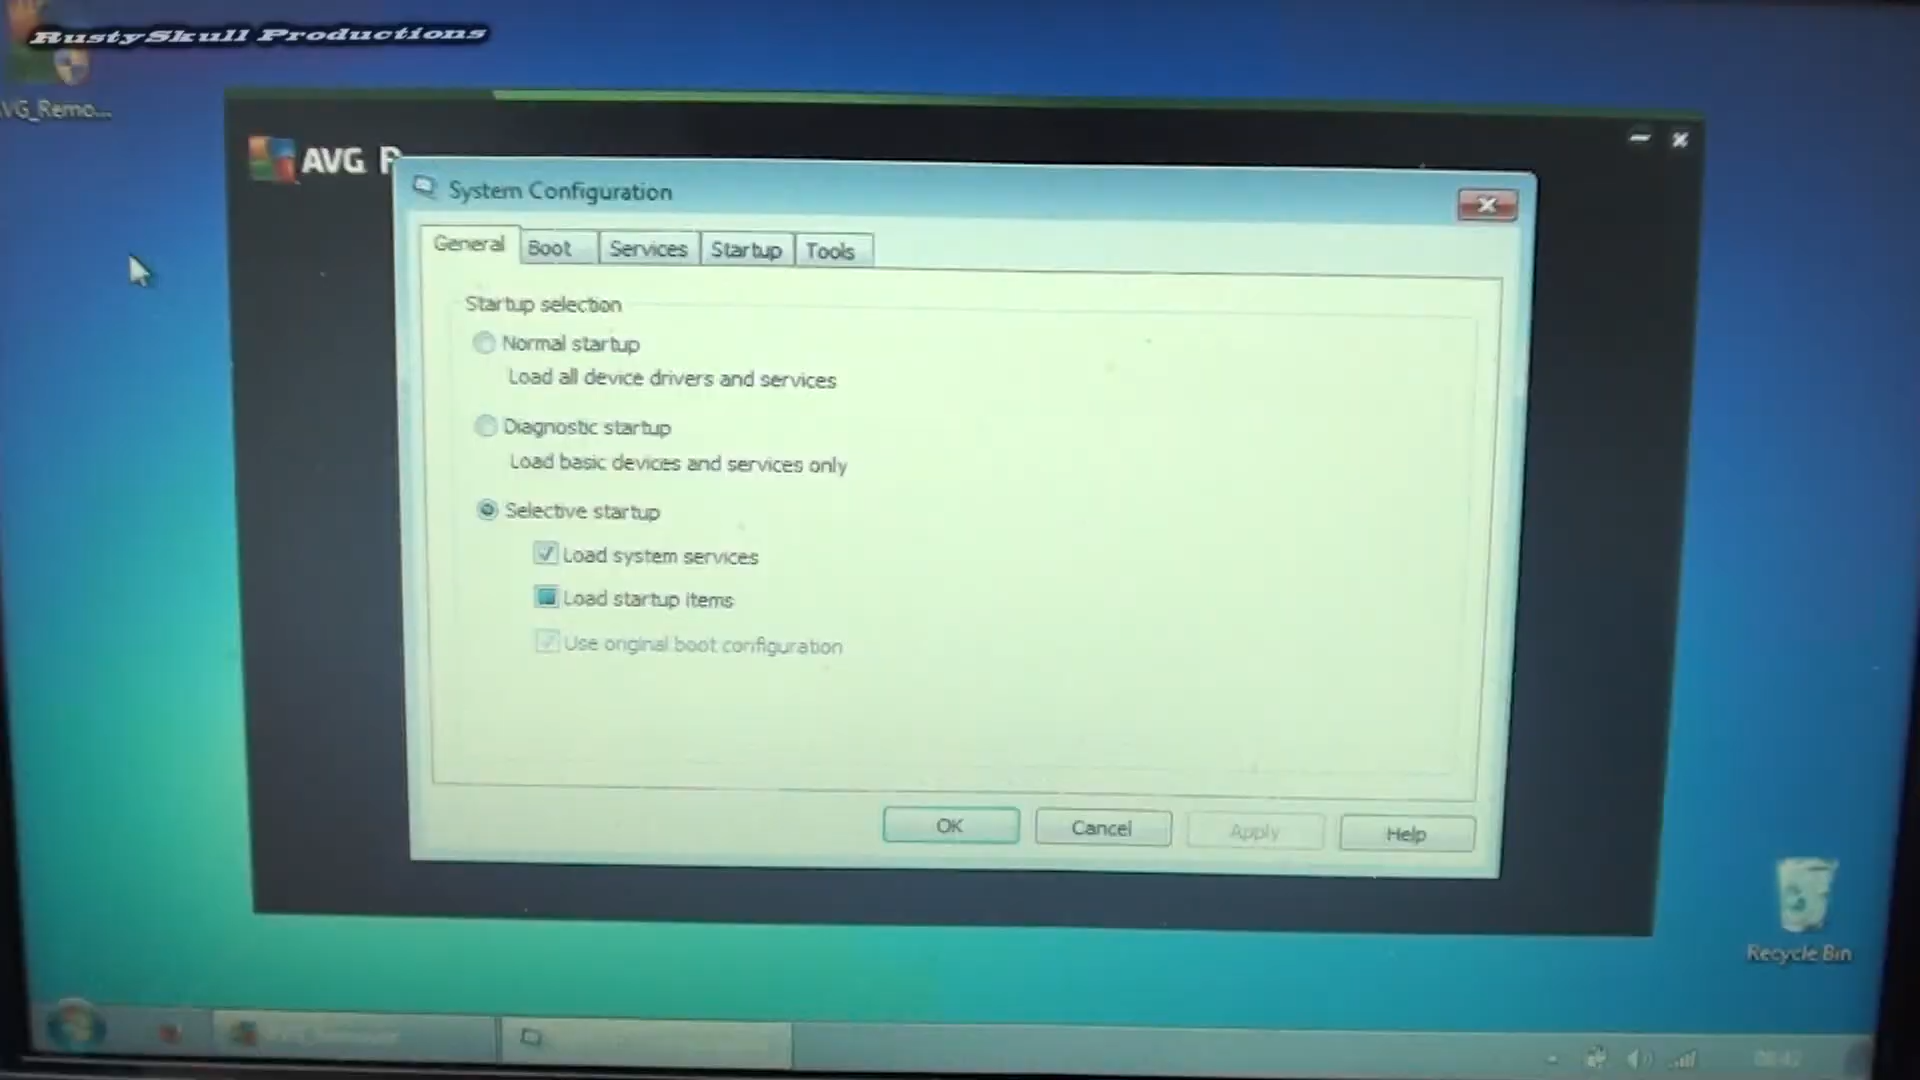 RustySkull Productions
VG_Remo...
AVG
System Configuration
General
Boot
Services
Startup
Tools
Startup selection
Normal startup
Load all device drivers and services
Diagnostic startup
Load basic devices and services only
Selective startup
Load system services
Load startup items
Use original boot configuration
OK
Cancel
Apply
Help
Recycle Bin